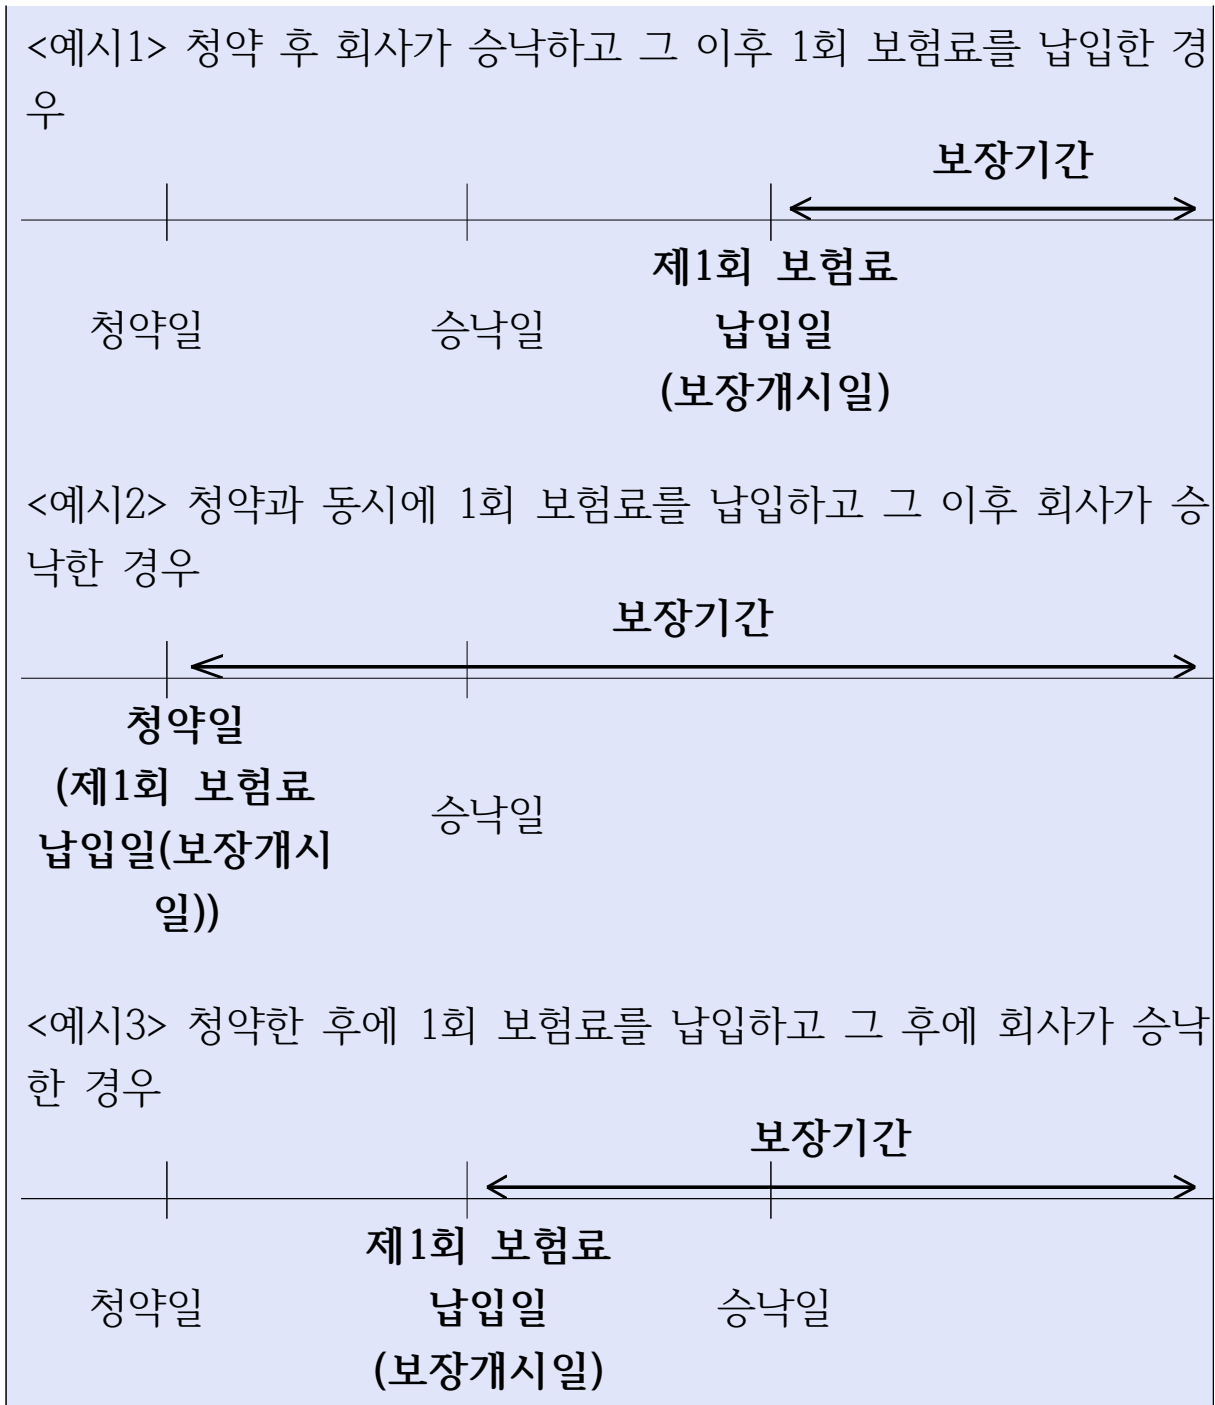 <예시1> 청약 후 회사가 승낙하고 그 이후 1회 보험료를 납입한 경
우
보장기간
청약일
승낙일
제1회 보험료
납입일
(보장개시일)
<예시2> 청약과 동시에 1회 보험료를 납입하고 그 이후 회사가 승
낙한 경우
보장기간
청약일
(제1회 보험료
납입일(보장개시
일))
승낙일
<예시3> 청약한 후에 1회 보험료를 납입하고 그 후에 회사가 승낙
한 경우
보장기간
청약일
제1회 보험료
납입일
(보장개시일)
승낙일